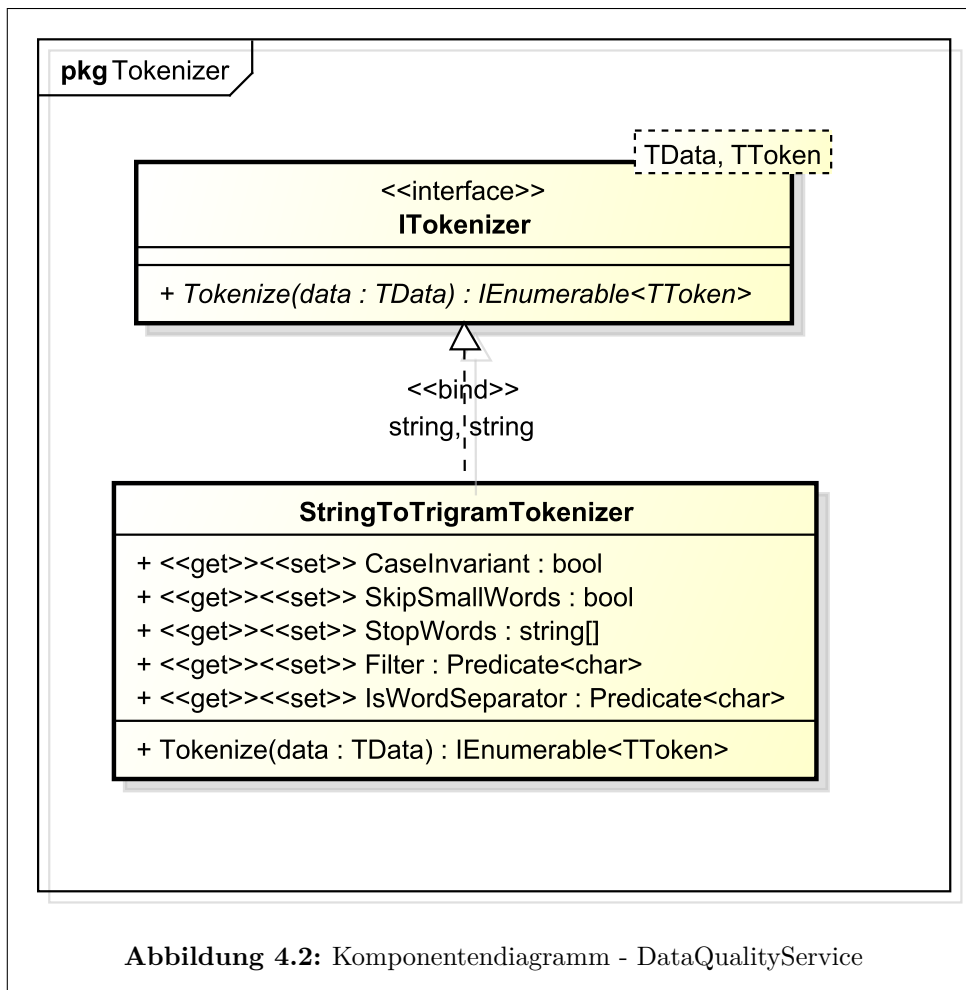 pkg Tokenizer
TData, TToken
<<interface>>
ITokenizer
+ Tokenize(data : TData) : IEnumerable<TToken>
<<bind>>
string, string
StringToTrigramTokenizer
+ <<get>><<set>> CaseInvariant : bool
+ <<get>><<set>> SkipSmallWords : bool
+ <<get>><<set>> StopWords : string[]
+ <<get>><<set>> Filter : Predicate<char>
+ <<get>><<set>> IsWordSeparator : Predicate<char>
+ Tokenize(data : TData) : IEnumerable<TToken>
Abbildung 4.2: Komponentendiagramm - DataQualityService